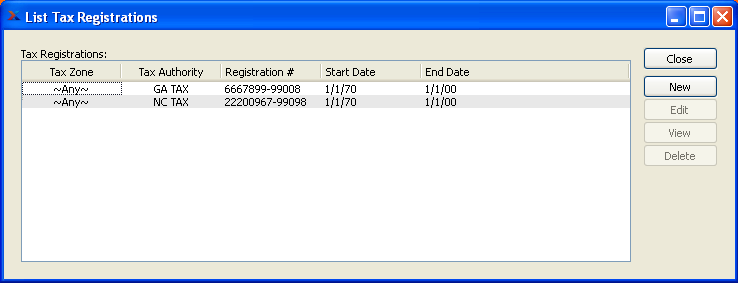 List Tax Registrations
Tax Registrations:
Tax Zone Tax Authority Registration # Start Date End Date
~Any~ GA TAX 6667899-99008 1/1/70 1/1/00
~Any~ NC TAX 22200967-99098 1/1/70 1/1/00
Close
New
Edit
View
Delete